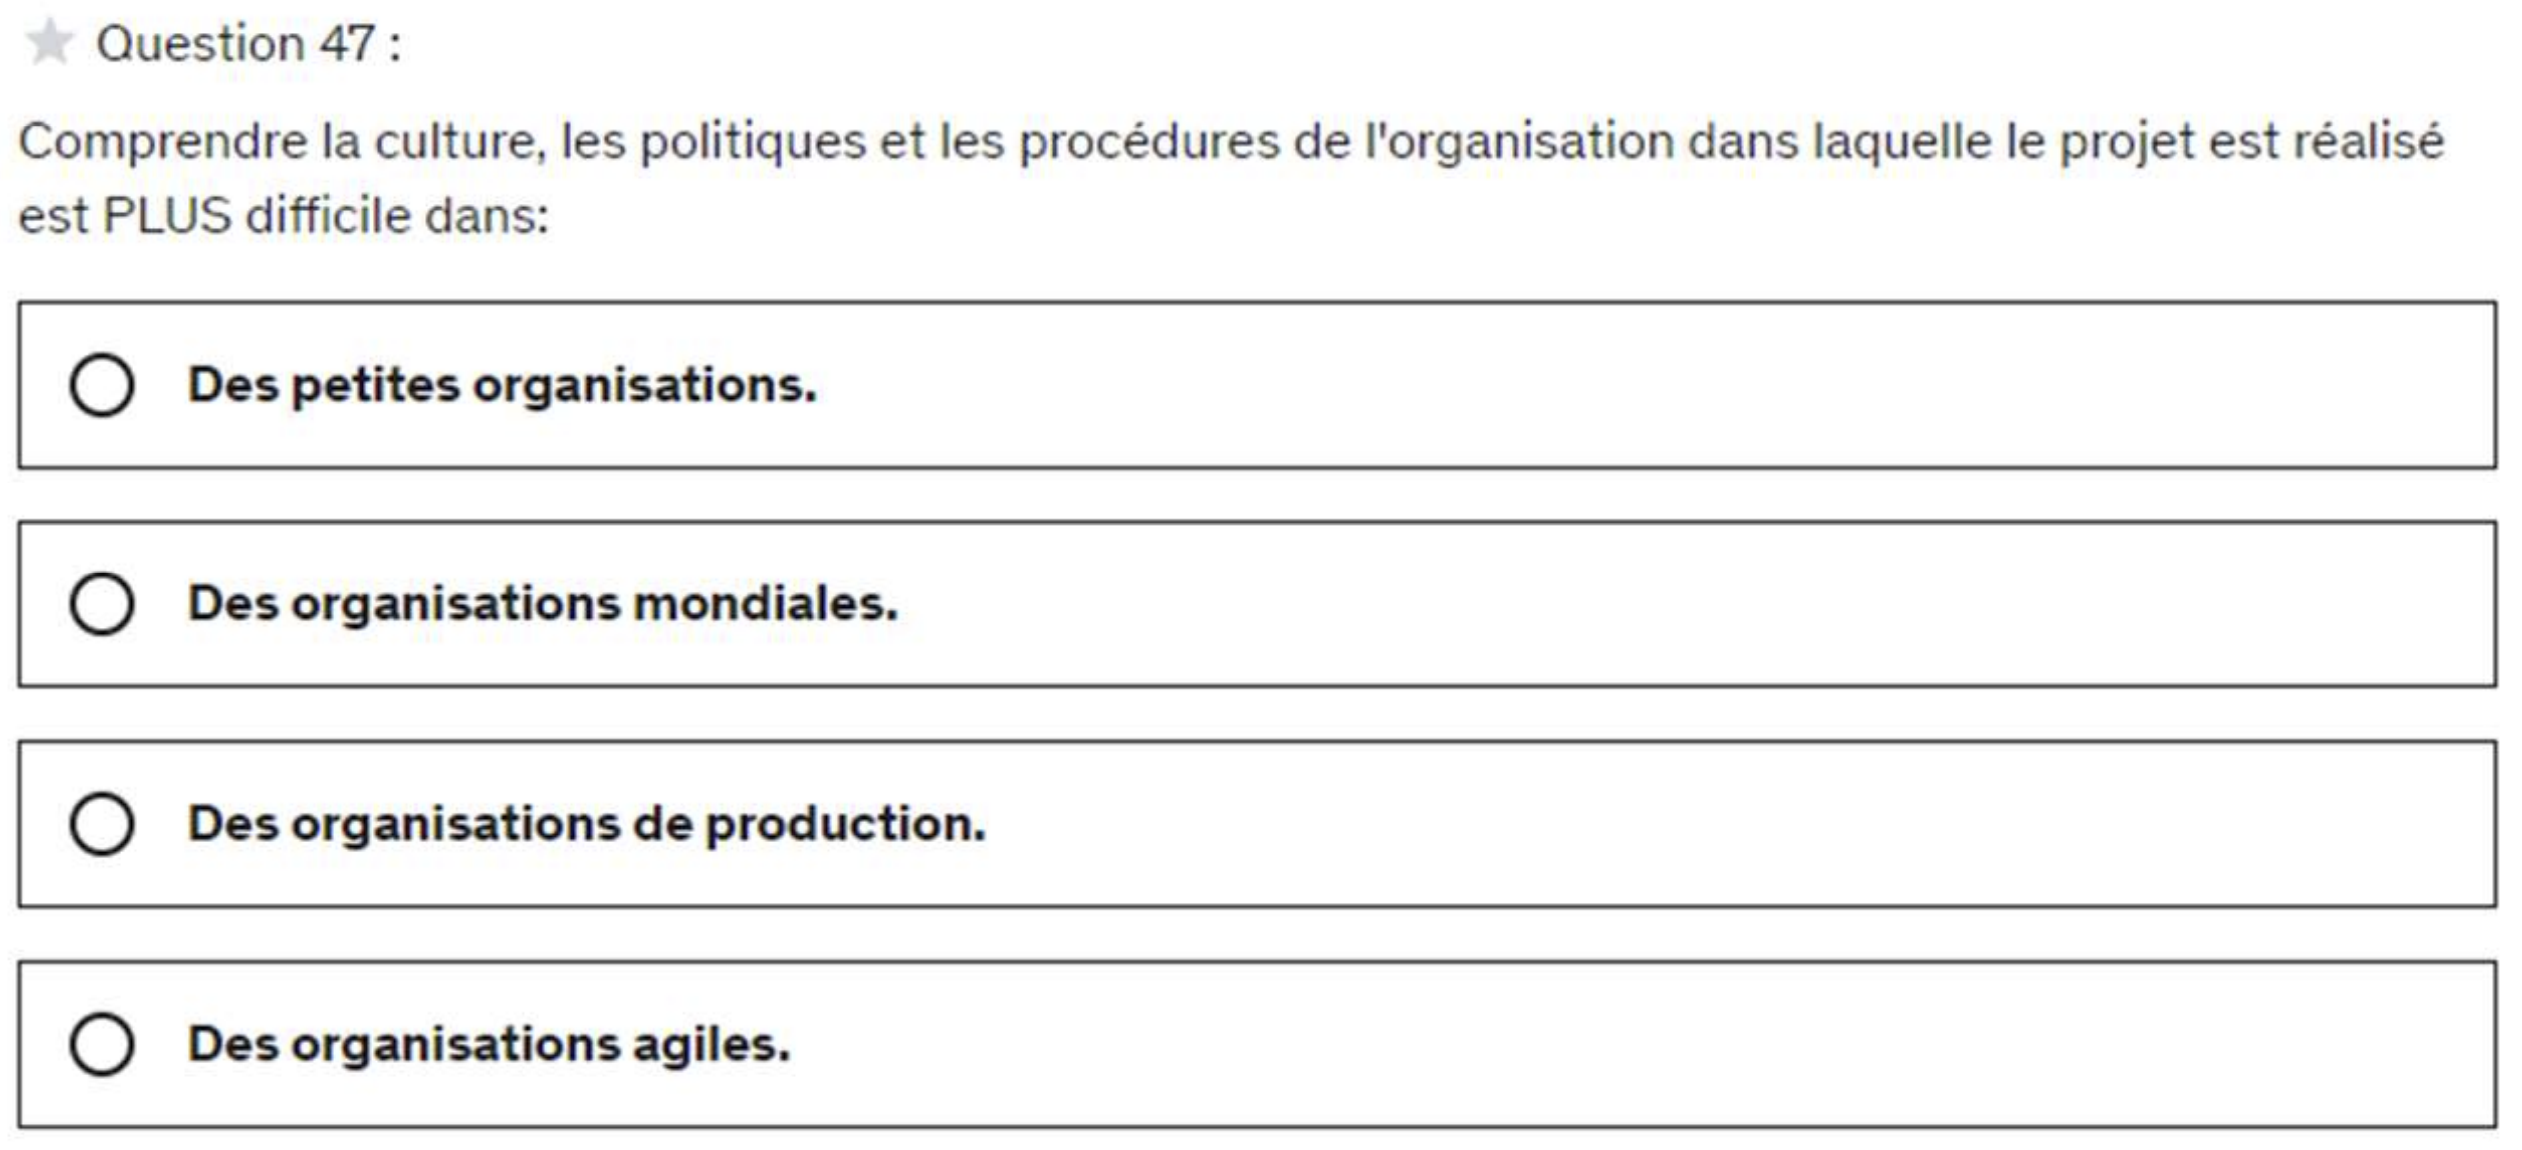 Question 47 :
Comprendre la culture, les politiques et les procédures de l'organisation dans laquelle le projet est réalisé
est PLUS difficile dans:
Des petites organisations.
Des organisations mondiales.
Des organisations de production.
Des organisations agiles.